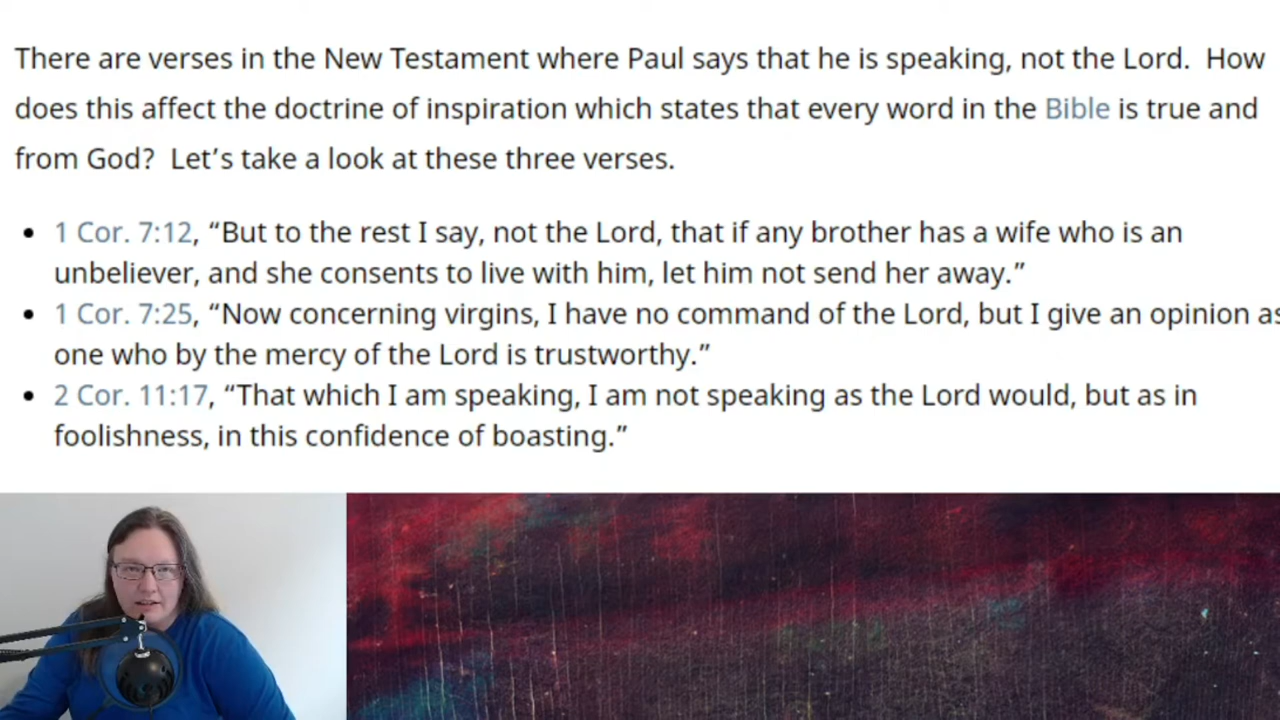 There are verses in the New Testament where Paul says that he is speaking, not the Lord.  How
does this affect the doctrine of inspiration which states that every word in the Bible is true and
from God?  Let’s take a look at these three verses.
• 1 Cor. 7:12, “But to the rest I say, not the Lord, that if any brother has a wife who is an
unbeliever, and she consents to live with him, let him not send her away.”
• 1 Cor. 7:25, “Now concerning virgins, I have no command of the Lord, but I give an opinion as
one who by the mercy of the Lord is trustworthy.”
• 2 Cor. 11:17, “That which I am speaking, I am not speaking as the Lord would, but as in
foolishness, in this confidence of boasting.”